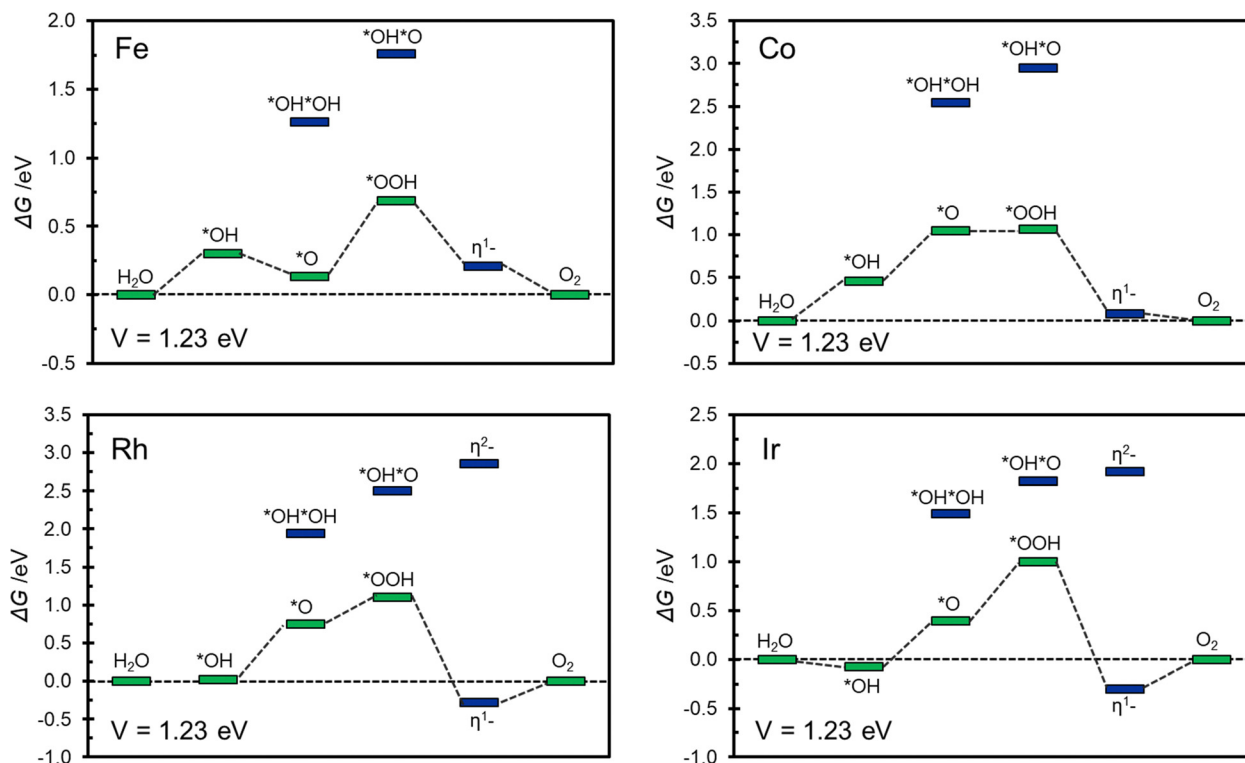 Fe
ΔG /eV
2.0
1.5
1.0
0.5
0.0
-0.5
H₂O
*OH
*OH*OH
*O
*OH*O
*OOH
η¹-
O₂
V = 1.23 eV
Co
ΔG /eV
3.5
3.0
2.5
2.0
1.5
1.0
0.5
0.0
-0.5
H₂O
*OH
*OH*OH
*O
*OH*O
*OOH
η¹-
O₂
V = 1.23 eV
Rh
ΔG /eV
3.5
3.0
2.5
2.0
1.5
1.0
0.5
0.0
-0.5
-1.0
H₂O
*OH
*OH*OH
*O
*OH*O
*OOH
η²-
η¹-
O₂
V = 1.23 eV
Ir
ΔG /eV
2.5
2.0
1.5
1.0
0.5
0.0
-0.5
-1.0
H₂O
*OH
*OH*OH
*O
*OH*O
*OOH
η²-
η¹-
O₂
V = 1.23 eV